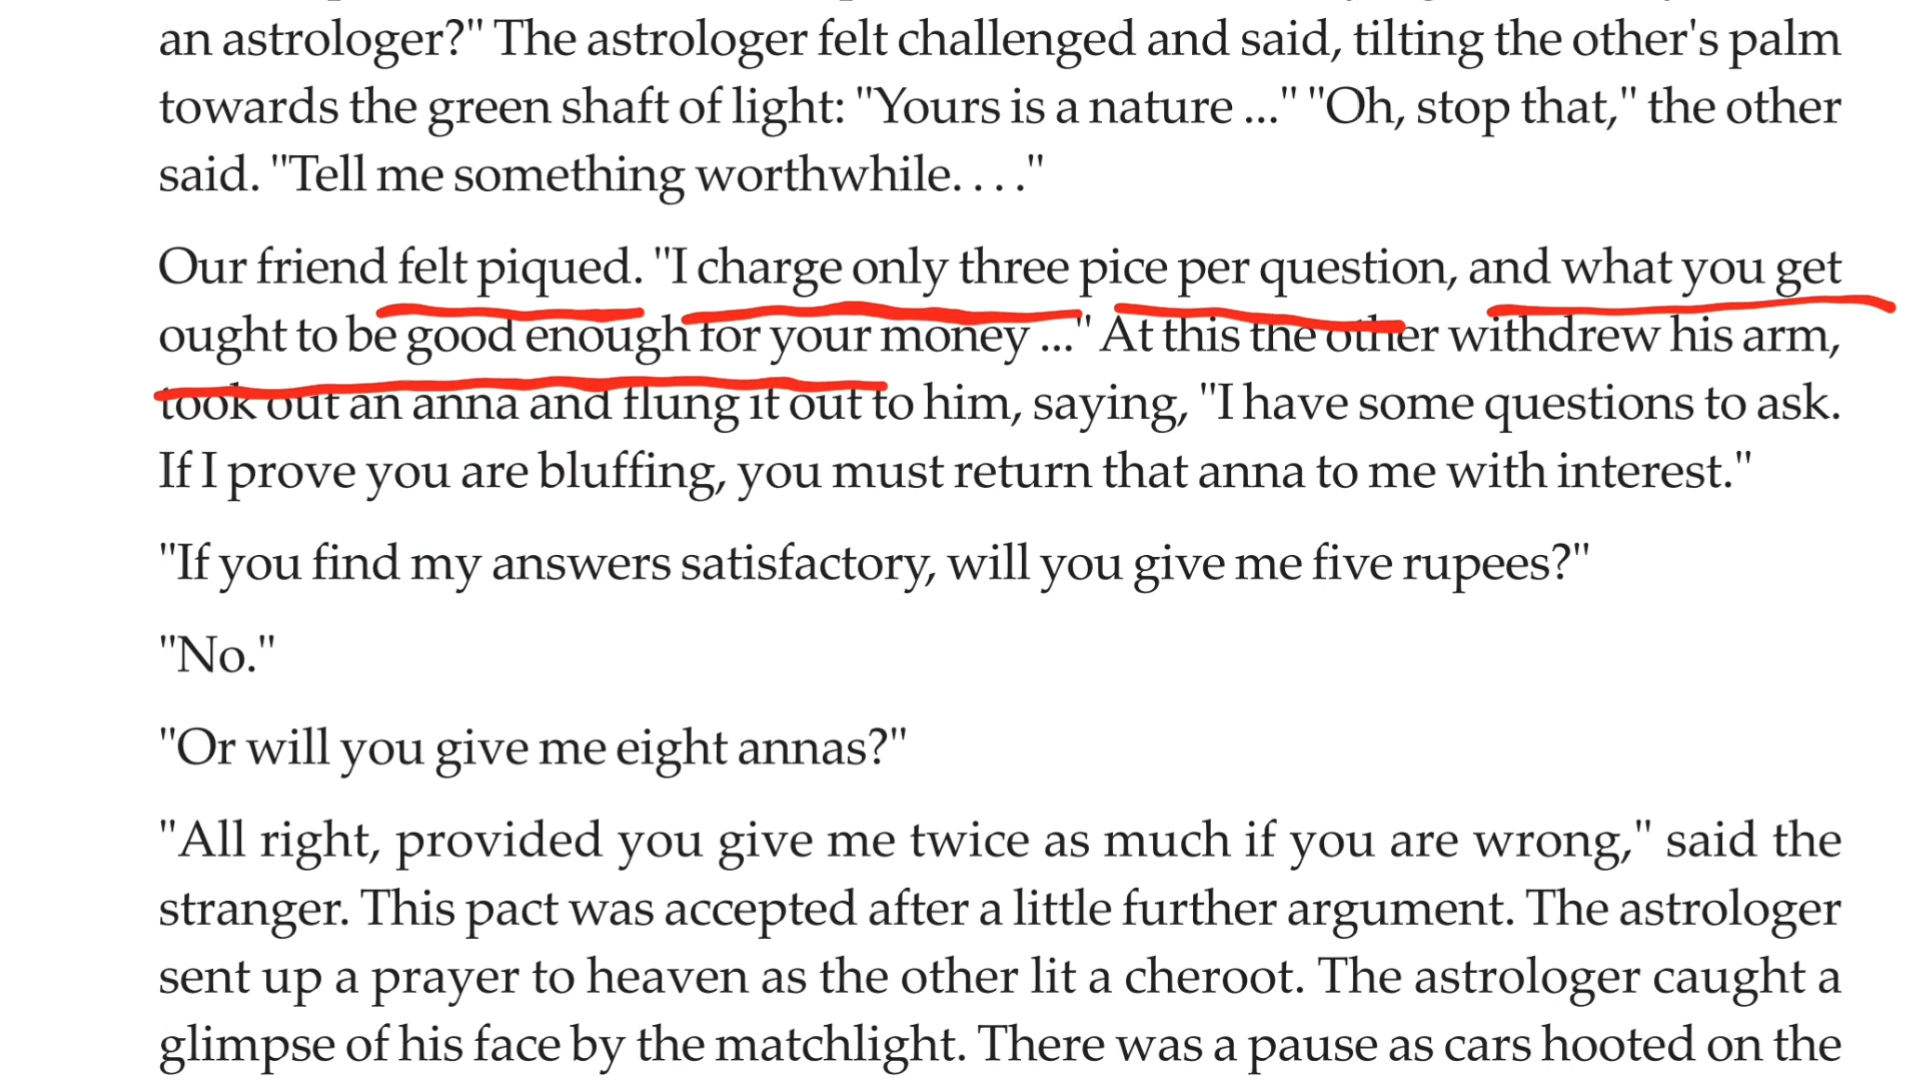 an astrologer?" The astrologer felt challenged and said, tilting the other's palm
towards the green shaft of light: "Yours is a nature ..." "Oh, stop that," the other
said. "Tell me something worthwhile. . . ."
Our friend felt piqued. "I charge only three pice per question, and what you get
ought to be good enough for your money ..." At this the other withdrew his arm,
took out an anna and flung it out to him, saying, "I have some questions to ask.
If I prove you are bluffing, you must return that anna to me with interest."
"If you find my answers satisfactory, will you give me five rupees?"
"No."
"Or will you give me eight annas?"
"All right, provided you give me twice as much if you are wrong," said the
stranger. This pact was accepted after a little further argument. The astrologer
sent up a prayer to heaven as the other lit a cheroot. The astrologer caught a
glimpse of his face by the matchlight. There was a pause as cars hooted on the